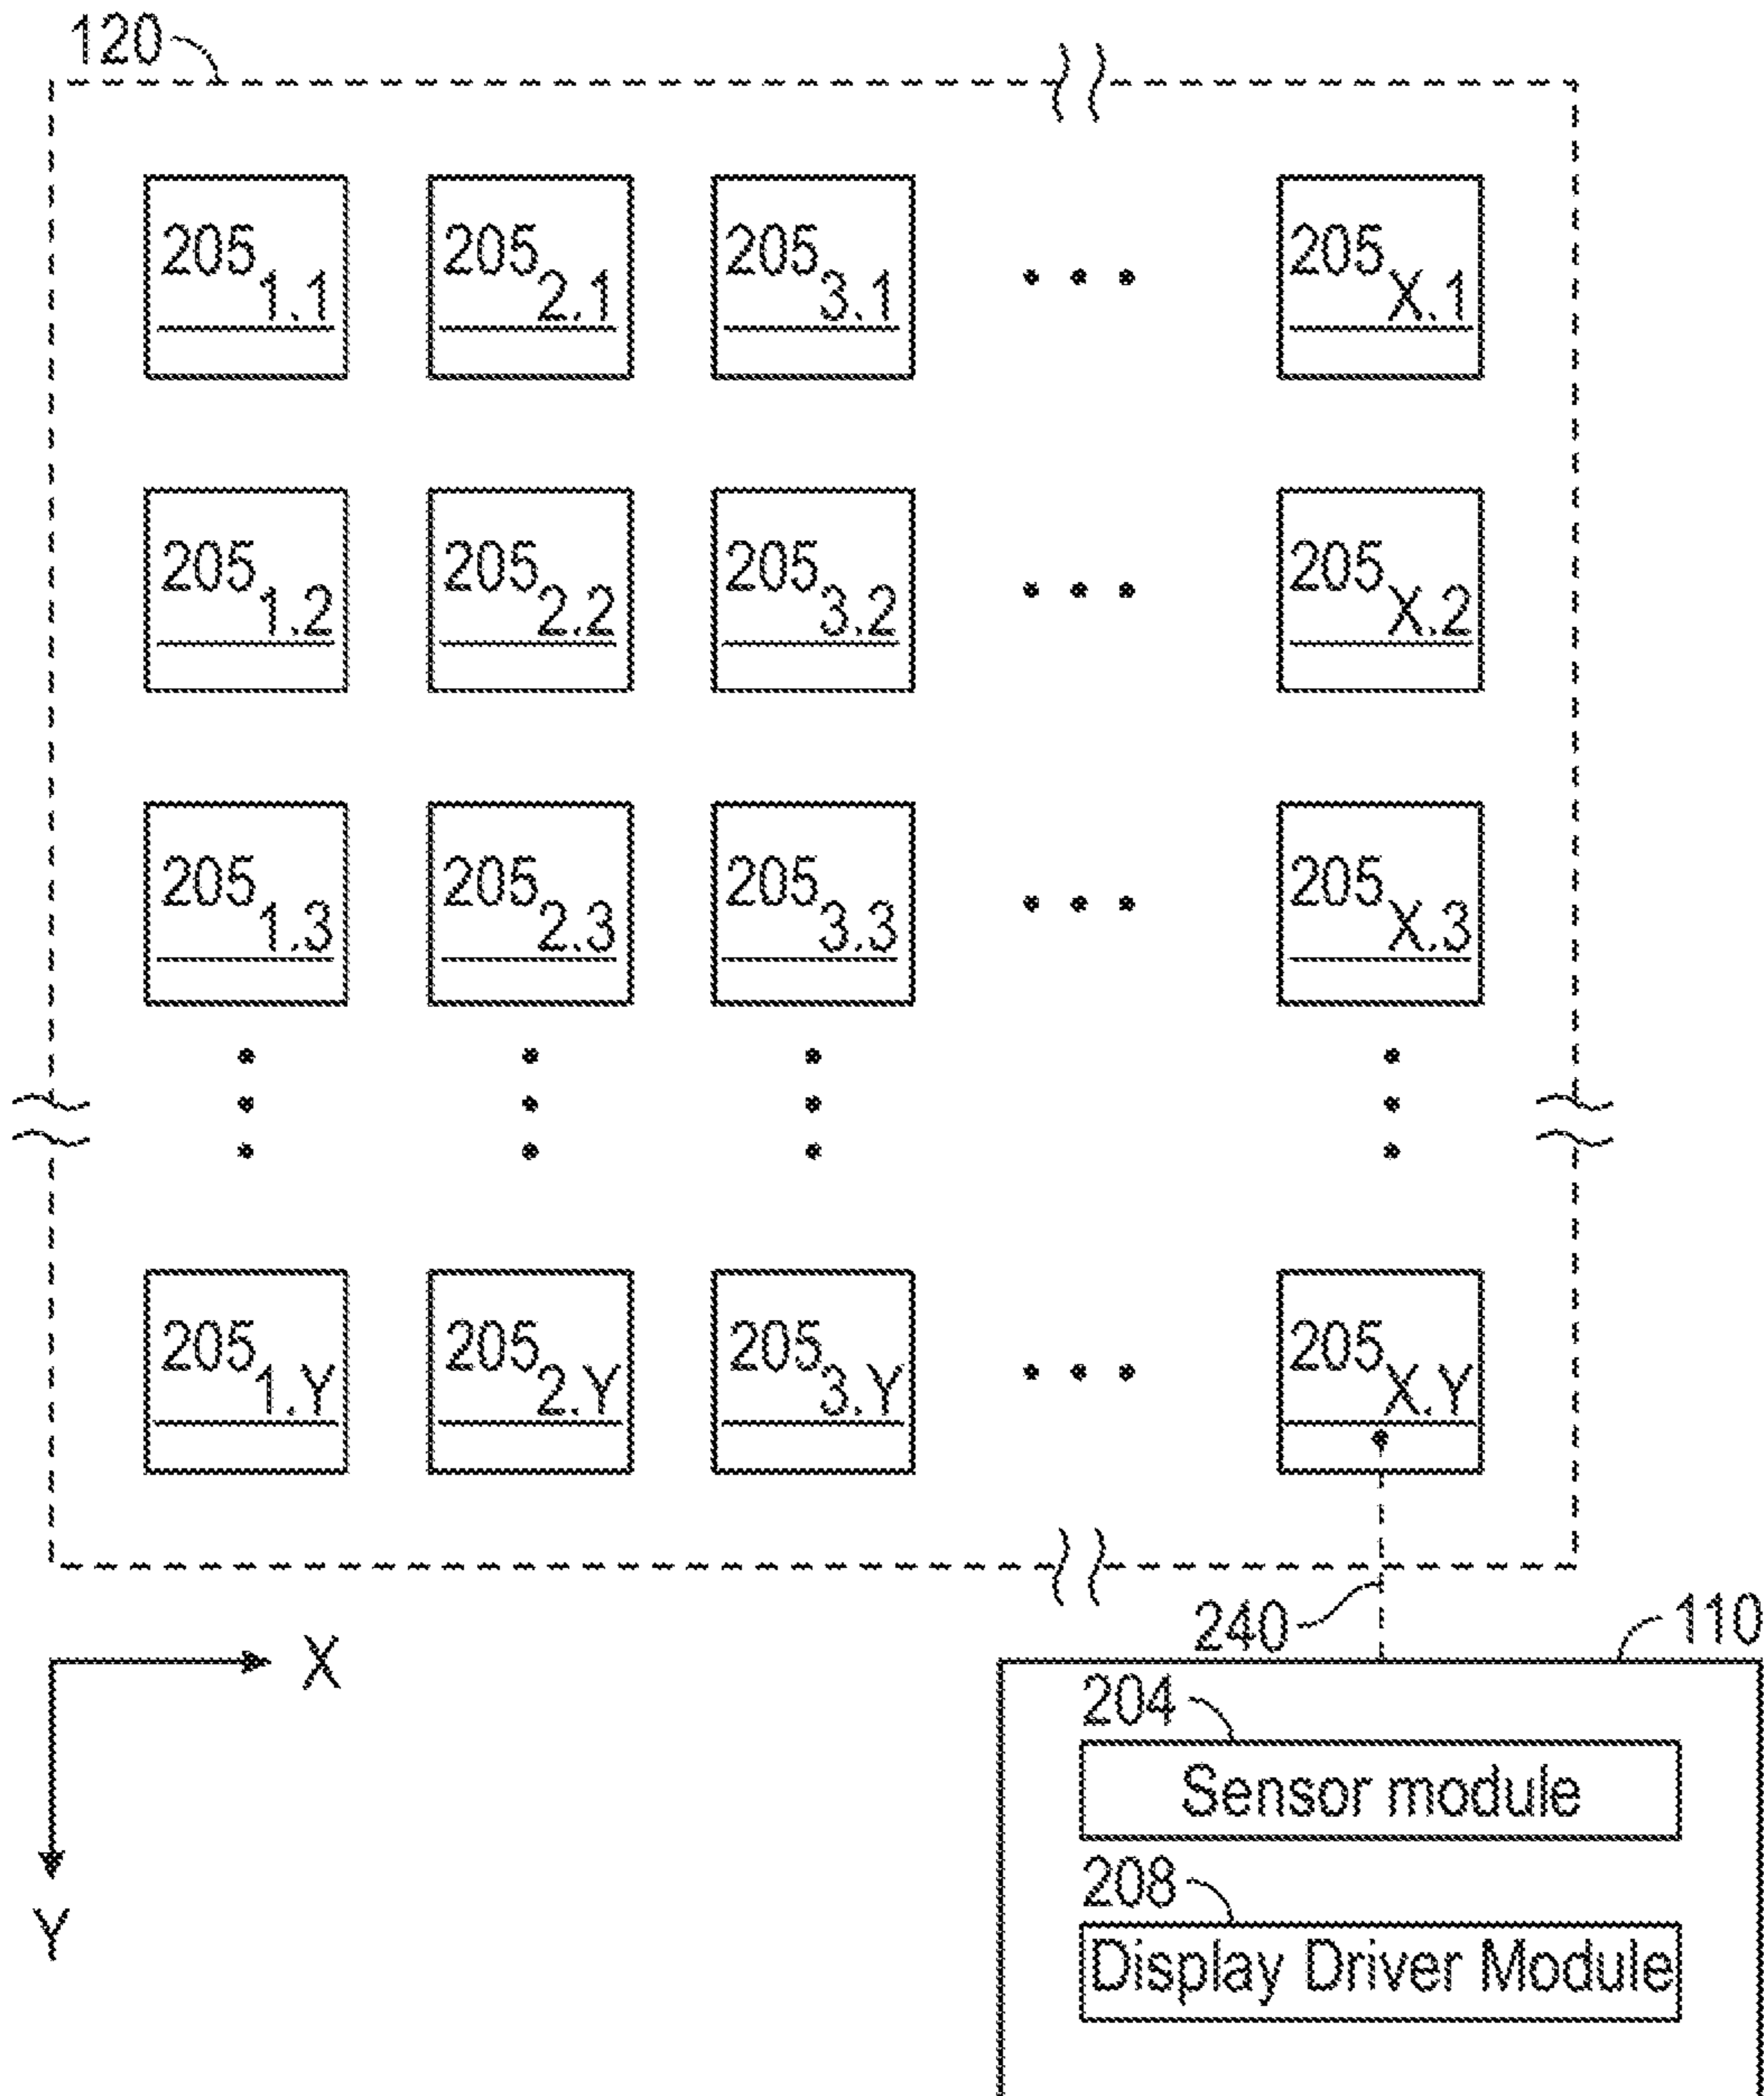 120
205 1.1 205 2.1 205 3.1 ... 205 X.1
205 1.2 205 2.2 205 3.2 ... 205 X.2
205 1.3 205 2.3 205 3.3 ... 205 X.3
205 1.Y 205 2.Y 205 3.Y ... 205 X.Y
240
110
X
Y
204
Sensor module
208
Display Driver Module